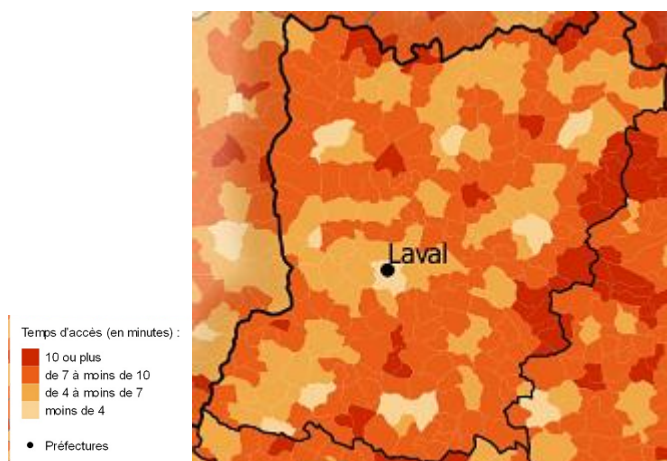 Laval
Temps d'accès (en minutes) :
10 ou plus
de 7 à moins de 10
de 4 à moins de 7
moins de 4
Préfectures